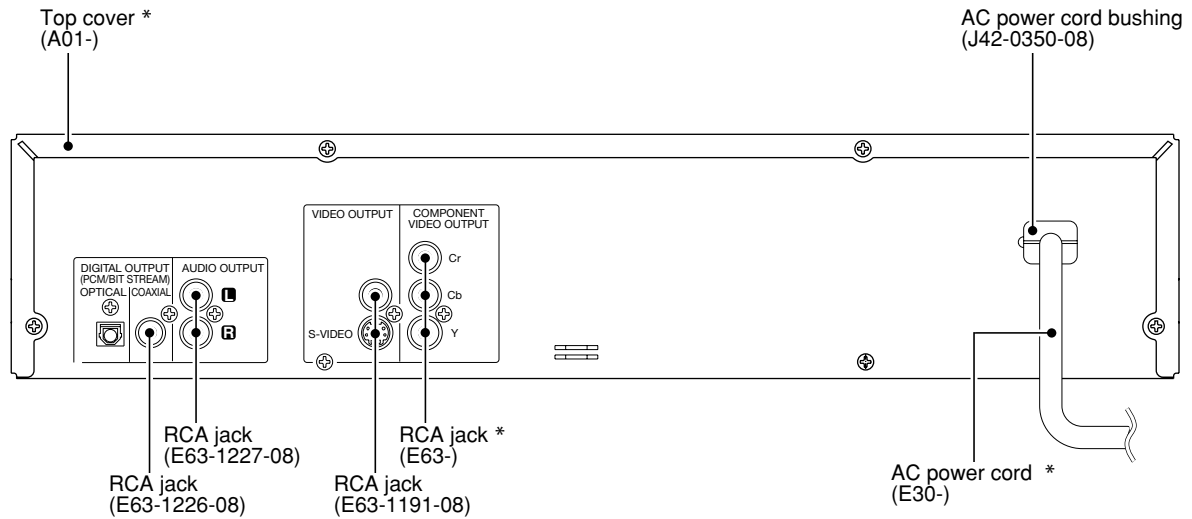 Top cover *
(A01-)
AC power cord bushing
(J42-0350-08)
VIDEO OUTPUT
COMPONENT
VIDEO OUTPUT
Cr
DIGITAL OUTPUT
(PCM/BIT STREAM)
AUDIO OUTPUT
OPTICAL
COAXIAL
L
Cb
S-VIDEO
R
Y
RCA jack
(E63-1227-08)
RCA jack *
(E63-)
RCA jack
(E63-1226-08)
RCA jack
(E63-1191-08)
AC power cord *
(E30-)